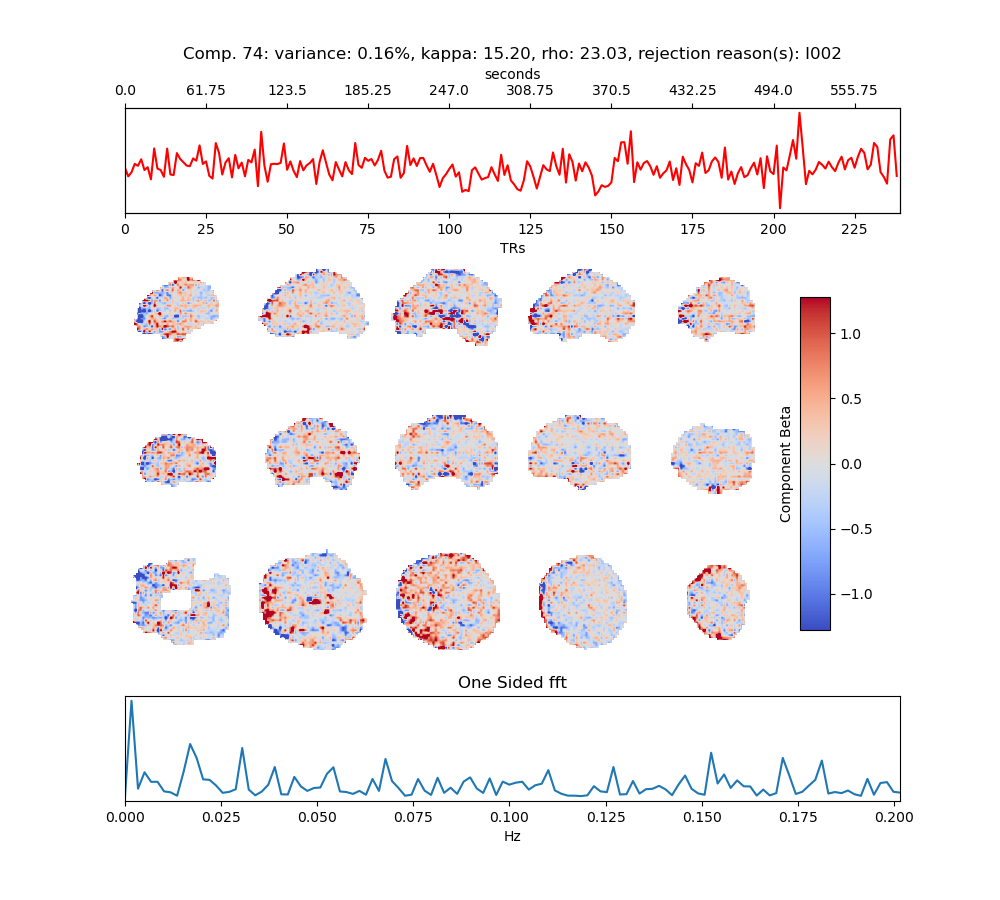 Comp. 74: variance: 0.16%, kappa: 15.20, rho: 23.03, rejection reason(s): I002
seconds
0.0 61.75 123.5 185.25 247.0 308.75 370.5 432.25 494.0 555.75
0 25 50 75 100 125 150 175 200 225
TRs
1.0
0.5
0.0
−0.5
−1.0
Component Beta
One Sided fft
0.000 0.025 0.050 0.075 0.100 0.125 0.150 0.175 0.200
Hz